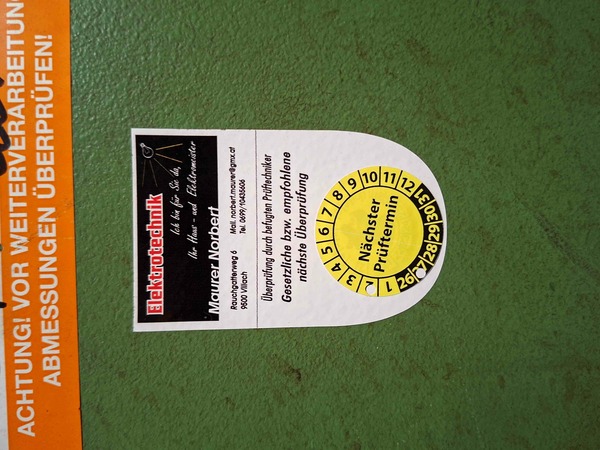 ACHTUNG! VOR WEITERVERARBEITUNG
ABMESSUNGEN ÜBERPRÜFEN!
Elektrotechnik
Ich bin für Sie da,
Ihr Haus- und Elektromeister
Maurer Norbert
Rauchgatterweg 6
9500 Villach
Mail. norbert.maurer@gmx.at
Tel. 0699/10435606
Überprüfung durch befugten Prüftechniker
Gesetzliche bzw. empfohlene
nächste Überprüfung
1 2 3 4 5 6 7 8 9 10 11 12
Nächster
Prüftermin
26 27 28 29 30 31